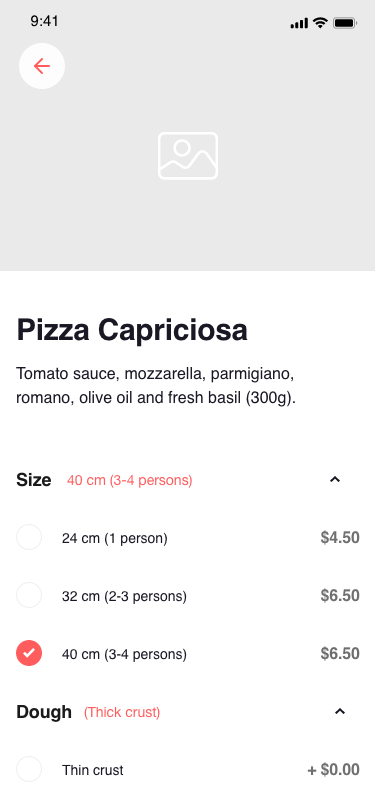 9:41
Pizza Capriciosa
Tomato sauce, mozzarella, parmigiano,
romano, olive oil and fresh basil (300g).
Size 40 cm (3-4 persons)
24 cm (1 person) $4.50
32 cm (2-3 persons) $6.50
40 cm (3-4 persons) $6.50
Dough (Thick crust)
Thin crust + $0.00